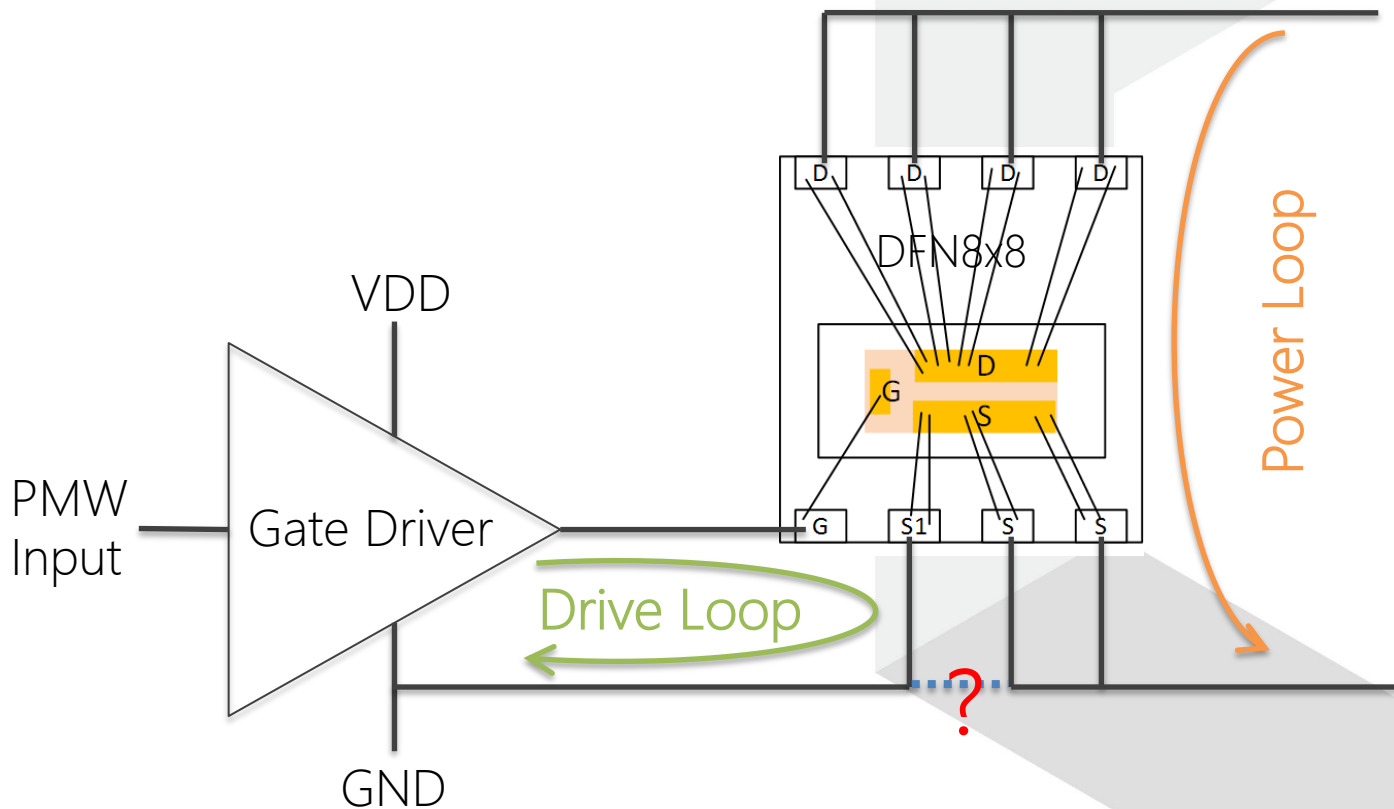 D D D D
DFN8x8
Power Loop
VDD
D
G
S
PMW
Input
Gate Driver
G S1 S S
Drive Loop
?
GND